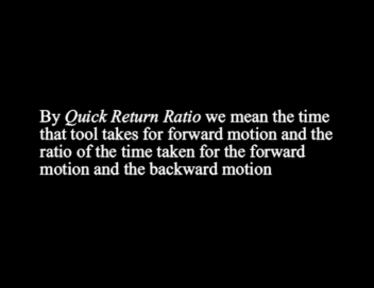 By Quick Return Ratio we mean the time
that tool takes for forward motion and the
ratio of the time taken for the forward
motion and the backward motion